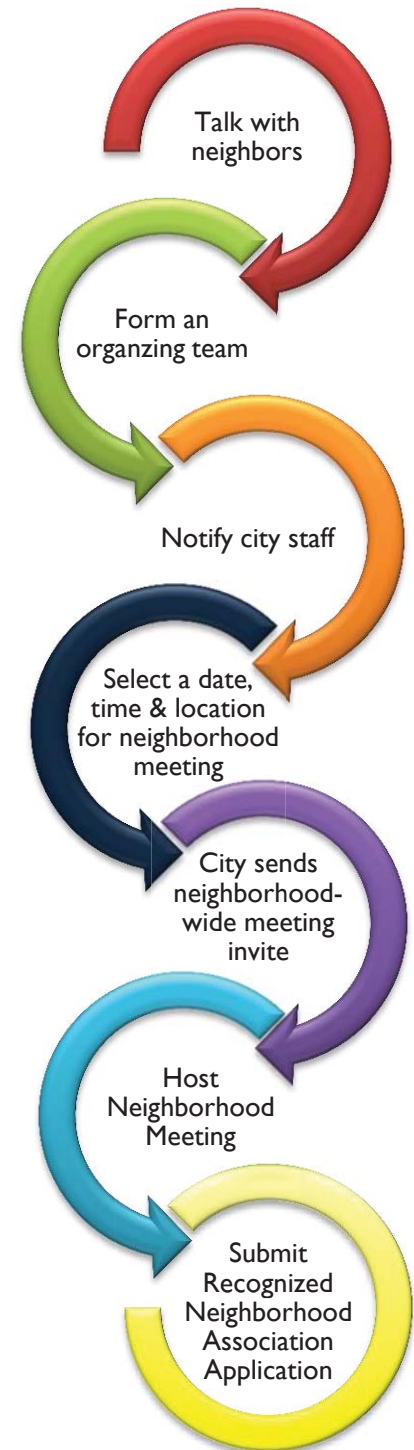 Talk with
neighbors
Form an
organzing team
Notify city staff
Select a date,
time & location
for neighborhood
meeting
City sends
neighborhood-
wide meeting
invite
Host
Neighborhood
Meeting
Submit
Recognized
Neighborhood
Association
Application